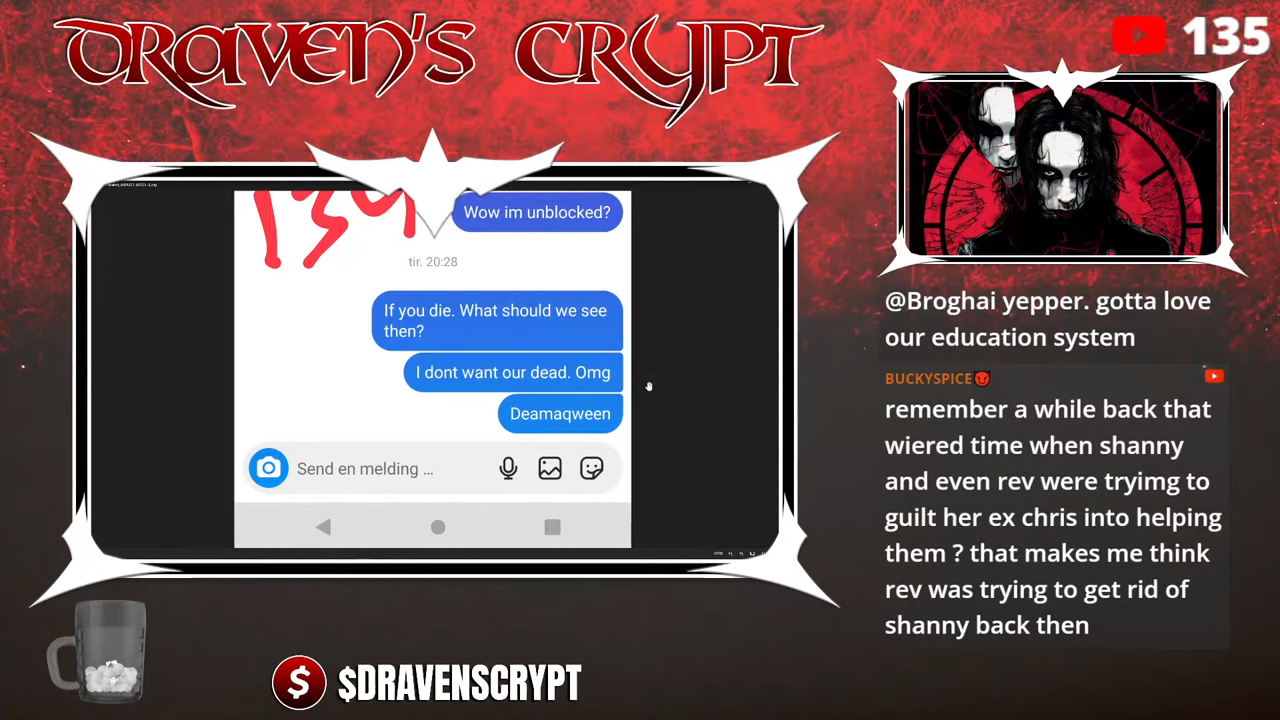 DRAVEN'S CRYPT
135
134
Wow im unblocked?
tir. 20:28
If you die. What should we see
then?
I dont want our dead. Omg
Deamaqween
Send en melding ...
@Broghai yepper. gotta love
our education system
BUCKYSPICE😈
remember a while back that
wiered time when shanny
and even rev were tryimg to
guilt her ex chris into helping
them ? that makes me think
rev was trying to get rid of
shanny back then
$ $DRAVENSCRYPT